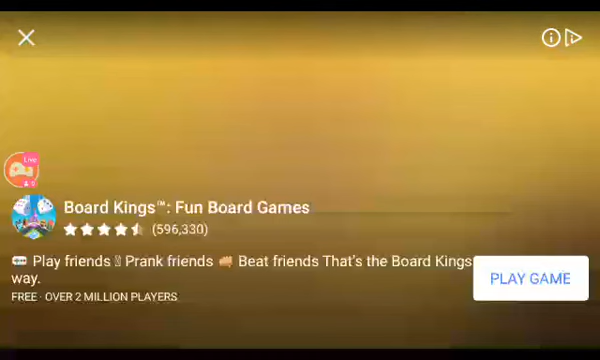 Live
Board Kings™: Fun Board Games
(596,330)
Play friends Prank friends Beat friends That's the Board Kings
way.
PLAY GAME
FREE · OVER 2 MILLION PLAYERS